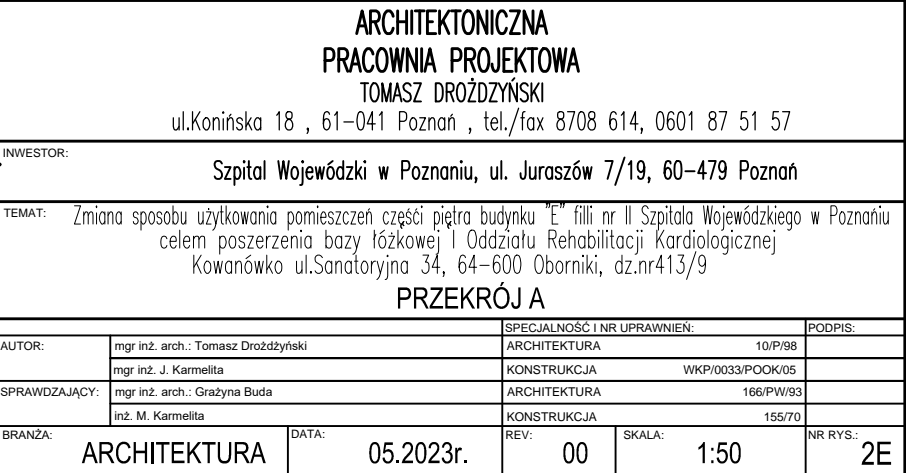 ARCHITEKTONICZNA
PRACOWNIA PROJEKTOWA
TOMASZ DROŻDZYŃSKI
ul.Konińska 18 , 61-041 Poznań , tel./fax 8708 614, 0601 87 51 57
INWESTOR:
Szpital Wojewódzki w Poznaniu, ul. Juraszów 7/19, 60-479 Poznań
TEMAT: Zmiana sposobu użytkowania pomieszczeń częśći piętra budynku "E" filli nr II Szpitala Wojewódzkiego w Poznańiu
celem poszerzenia bazy łóżkowej I Oddziału Rehabilitacji Kardiologicznej
Kowanówko ul.Sanatoryjna 34, 64-600 Oborniki, dz.nr413/9
PRZEKRÓJ A
SPECJALNOŚĆ I NR UPRAWNIEŃ: PODPIS:
AUTOR: mgr inż. arch.: Tomasz Drożdżyński ARCHITEKTURA 10/P/98
mgr inż. J. Karmelita KONSTRUKCJA WKP/0033/POOK/05
SPRAWDZAJĄCY: mgr inż. arch.: Grażyna Buda ARCHITEKTURA 166/PW/93
inż. M. Karmelita KONSTRUKCJA 155/70
BRANŻA: DATA: REV: SKALA: NR RYS.:
ARCHITEKTURA 05.2023r. 00 1:50 2E